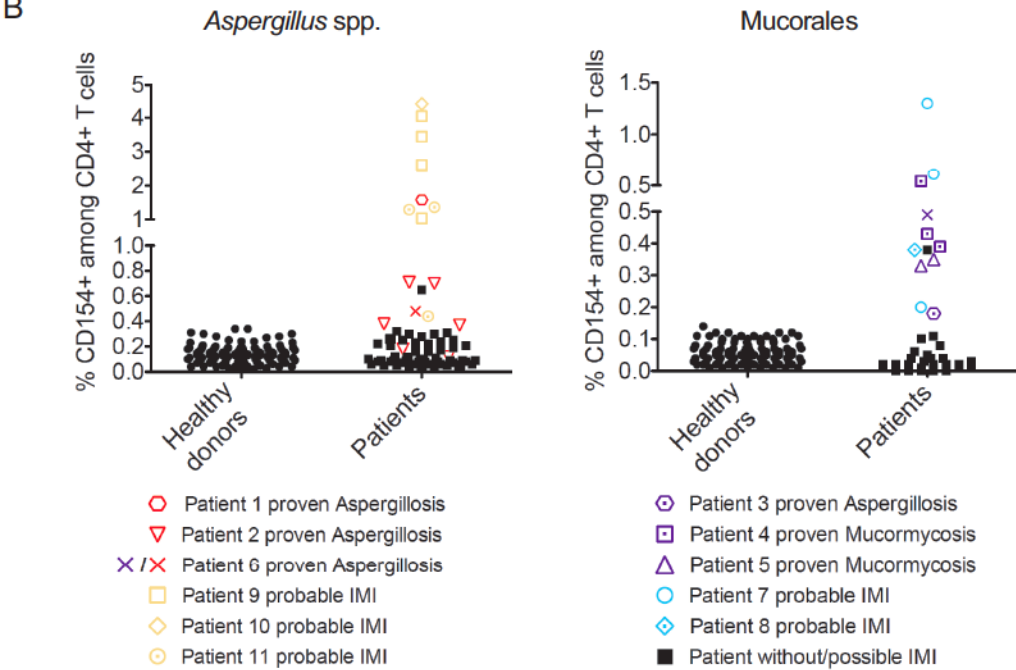 B
Aspergillus spp.
Mucorales
% CD154+ among CD4+ T cells
5
4
3
2
1
1.0
0.8
0.6
0.4
0.2
0.0
Healthy
donors
Patients
% CD154+ among CD4+ T cells
1.5
1.0
0.5
0.5
0.4
0.3
0.2
0.1
0.0
Healthy
donors
Patients
Patient 1 proven Aspergillosis
Patient 2 proven Aspergillosis
/ Patient 6 proven Aspergillosis
Patient 9 probable IMI
Patient 10 probable IMI
Patient 11 probable IMI
Patient 3 proven Aspergillosis
Patient 4 proven Mucormycosis
Patient 5 proven Mucormycosis
Patient 7 probable IMI
Patient 8 probable IMI
Patient without/possible IMI